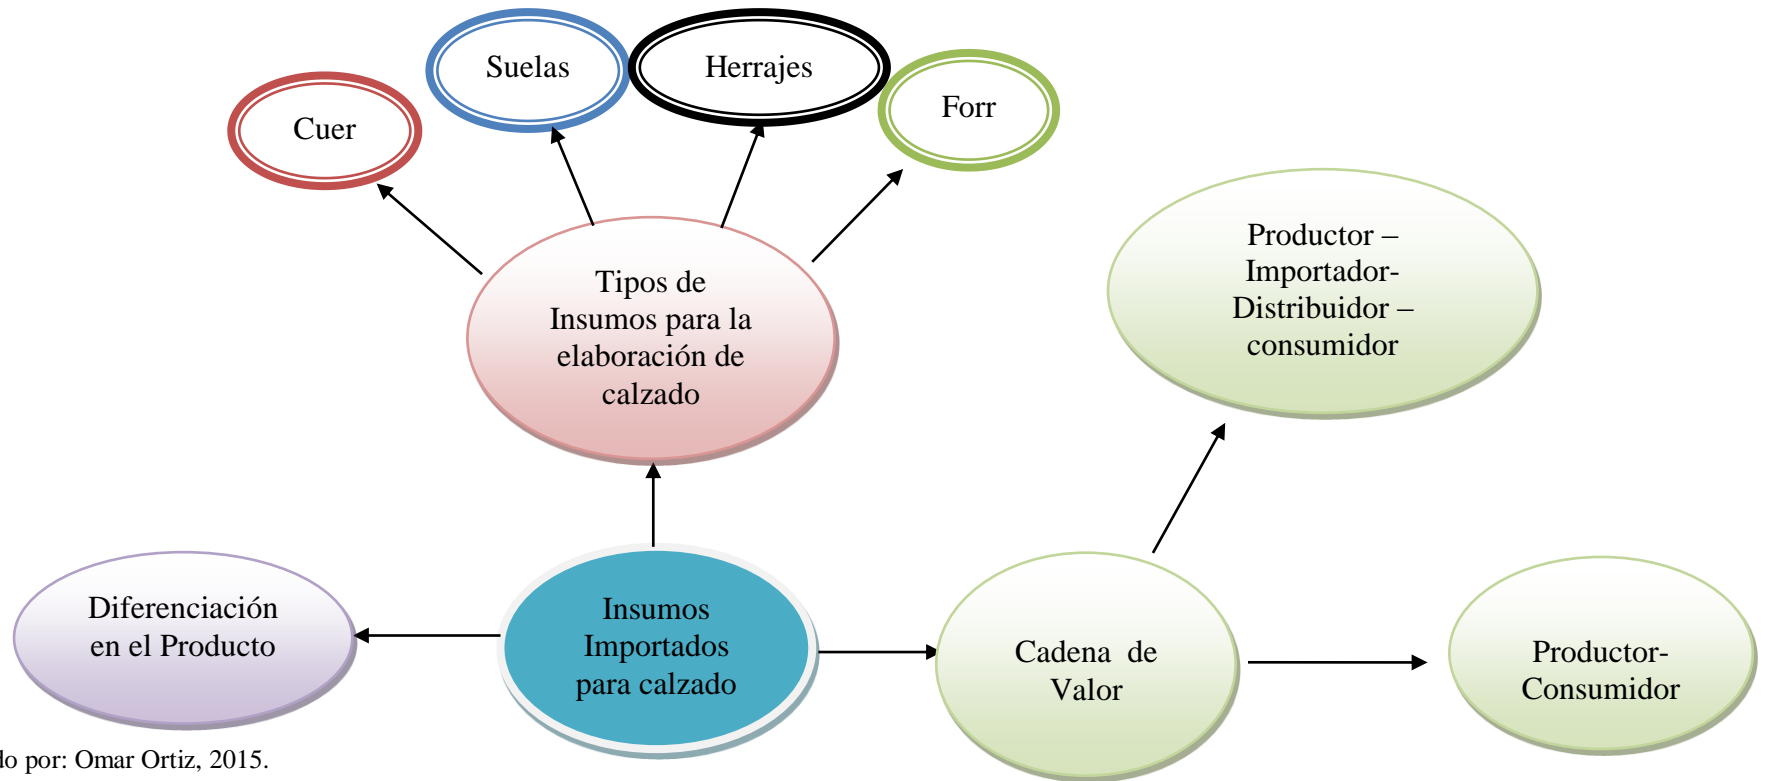 Suelas
Herrajes
Forr
Cuer
Tipos de
Insumos para la
elaboración de
calzado
Productor –
Importador-
Distribuidor –
consumidor
Diferenciación
en el Producto
Insumos
Importados
para calzado
Cadena de
Valor
Productor-
Consumidor
do por: Omar Ortiz, 2015.